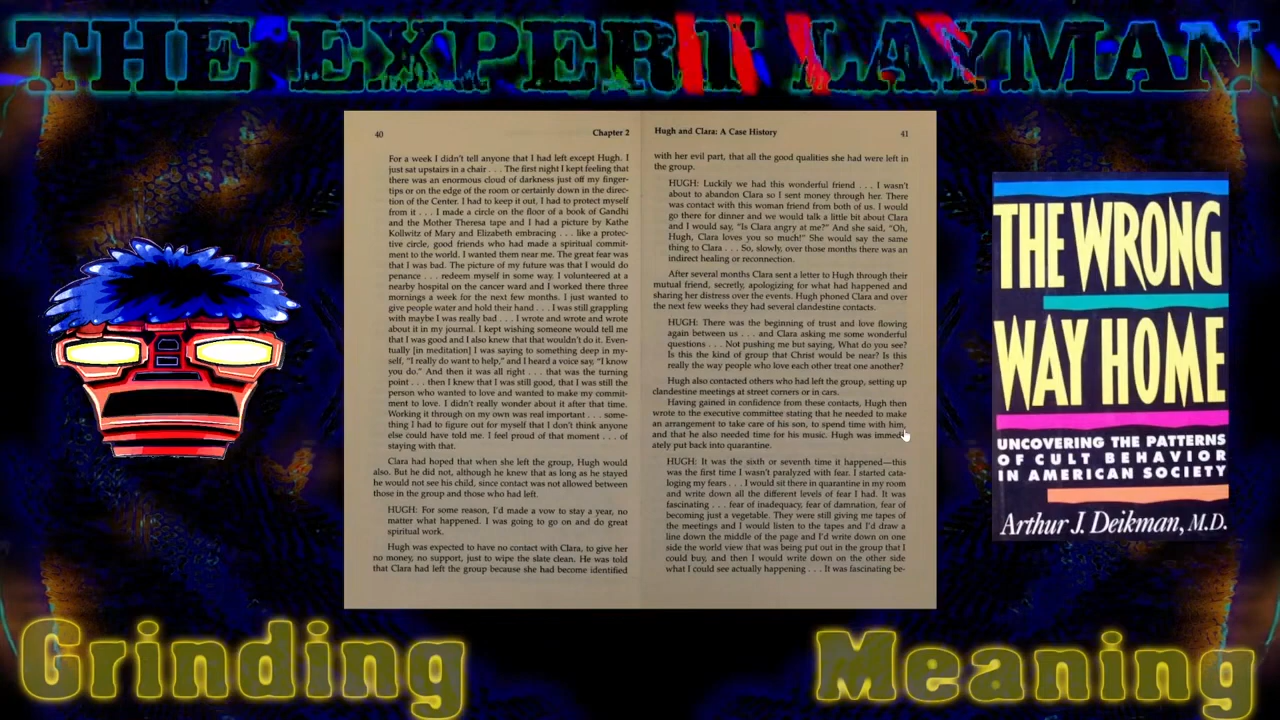 THE EXPERT LAYMAN
40
Chapter 2
For a week I didn't tell anyone that I had left except Hugh. I
just sat upstairs in a chair . . . The first night I kept feeling that
there was an enormous cloud of darkness just off my finger-
tips or on the edge of the room or certainly down in the direc-
tion of the Center. I had to keep it out, I had to protect myself
from it . . . I made a circle on the floor of a book of Gandhi
and the Mother Theresa tape and I had a picture by Kathe
Kollwitz of Mary and Elizabeth embracing . . . like a protec-
tive circle, good friends who had made a spiritual commit-
ment to the world. I wanted them near me. The great fear was
that I was bad. The picture of my future was that I would do
penance . . . redeem myself in some way. I volunteered at a
nearby hospital on the cancer ward and I worked there three
mornings a week for the next few months. I just wanted to
give people water and hold their hand . . . I was still grappling
with maybe I was really bad . . . I wrote and wrote and wrote
about it in my journal. I kept wishing someone would tell me
that I was good and I also knew that that wouldn't do it. Even-
tually [in meditation] I was saying to something deep in my-
self, "I really do want to help," and I heard a voice say, "I know
you do." And then it was all right . . . that was the turning
point . . . then I knew that I was still good, that I was still the
person who wanted to love and wanted to make my commit-
ment to love. I didn't really wonder about it after that time.
Working it through on my own was real important . . . some-
thing I had to figure out for myself that I don't think anyone
else could have told me. I feel proud of that moment . . . of
staying with that.
Clara had hoped that when she left the group, Hugh would
also. But he did not, although he knew that as long as he stayed
he would not see his child, since contact was not allowed between
those in the group and those who had left.
HUGH: For some reason, I'd made a vow to stay a year, no
matter what happened. I was going to go on and do great
spiritual work.
Hugh was expected to have no contact with Clara, to give her
no money, no support, just to wipe the slate clean. He was told
that Clara had left the group because she had become identified
Hugh and Clara: A Case History
41
with her evil part, that all the good qualities she had were left in
the group.
HUGH: Luckily we had this wonderful friend . . . I wasn't
about to abandon Clara so I sent money through her. There
was contact with this woman friend from both of us. I would
go there for dinner and we would talk a little bit about Clara
and I would say, "Is Clara angry at me?" And she said, "Oh,
Hugh, Clara loves you so much!" She would say the same
thing to Clara . . . So, slowly, over those months there was an
indirect healing or reconnection.
After several months Clara sent a letter to Hugh through their
mutual friend, secretly, apologizing for what had happened and
sharing her distress over the events. Hugh phoned Clara and over
the next few weeks they had several clandestine contacts.
HUGH: There was the beginning of trust and love flowing
again between us . . . and Clara asking me some wonderful
questions . . . Not pushing me but saying, What do you see?
Is this the kind of group that Christ would be near? Is this
really the way people who love each other treat one another?
Hugh also contacted others who had left the group, setting up
clandestine meetings at street corners or in cars.
Having gained in confidence from these contacts, Hugh then
wrote to the executive committee stating that he needed to make
an arrangement to take care of his son, to spend time with him,
and that he also needed time for his music. Hugh was immedi-
ately put back into quarantine.
HUGH: It was the sixth or seventh time it happened—this
was the first time I wasn't paralyzed with fear. I started cata-
loging my fears . . . I would sit there in quarantine in my room
and write down all the different levels of fear I had. It was
fascinating . . . fear of inadequacy, fear of damnation, fear of
becoming just a vegetable. They were still giving me tapes of
the meetings and I would listen to the tapes and I'd draw a
line down the middle of the page and I'd write down on one
side the world view that was being put out in the group that I
could buy, and then I would write down on the other side
what I could see actually happening . . . It was fascinating be-
THE WRONG
WAY HOME
UNCOVERING THE PATTERNS
OF CULT BEHAVIOR
IN AMERICAN SOCIETY
Arthur J. Deikman, M.D.
Grinding
Meaning